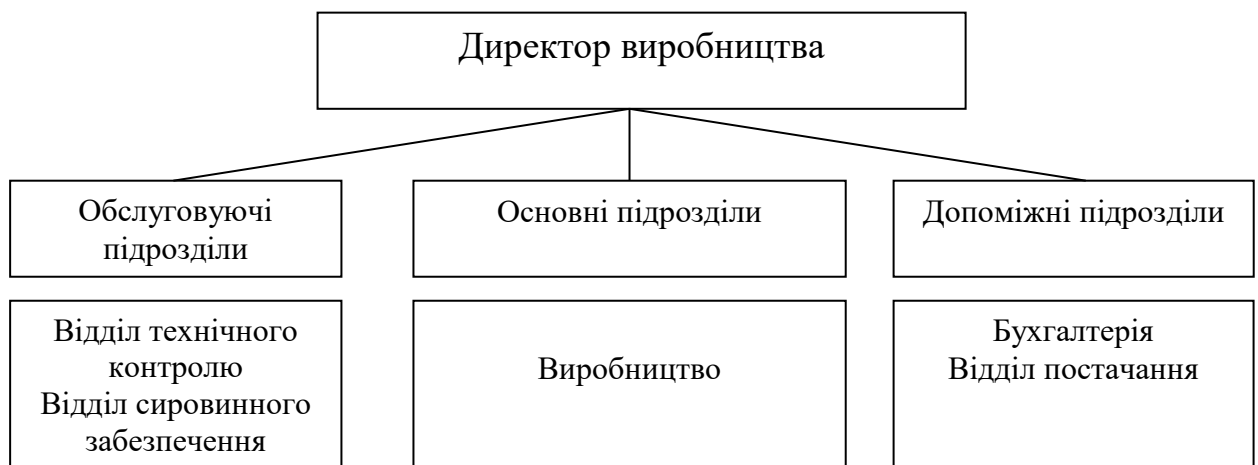 Директор виробництва
Обслуговуючі
підрозділи
Основні підрозділи
Допоміжні підрозділи
Відділ технічного
контролю
Відділ сировинного
забезпечення
Виробництво
Бухгалтерія
Відділ постачання